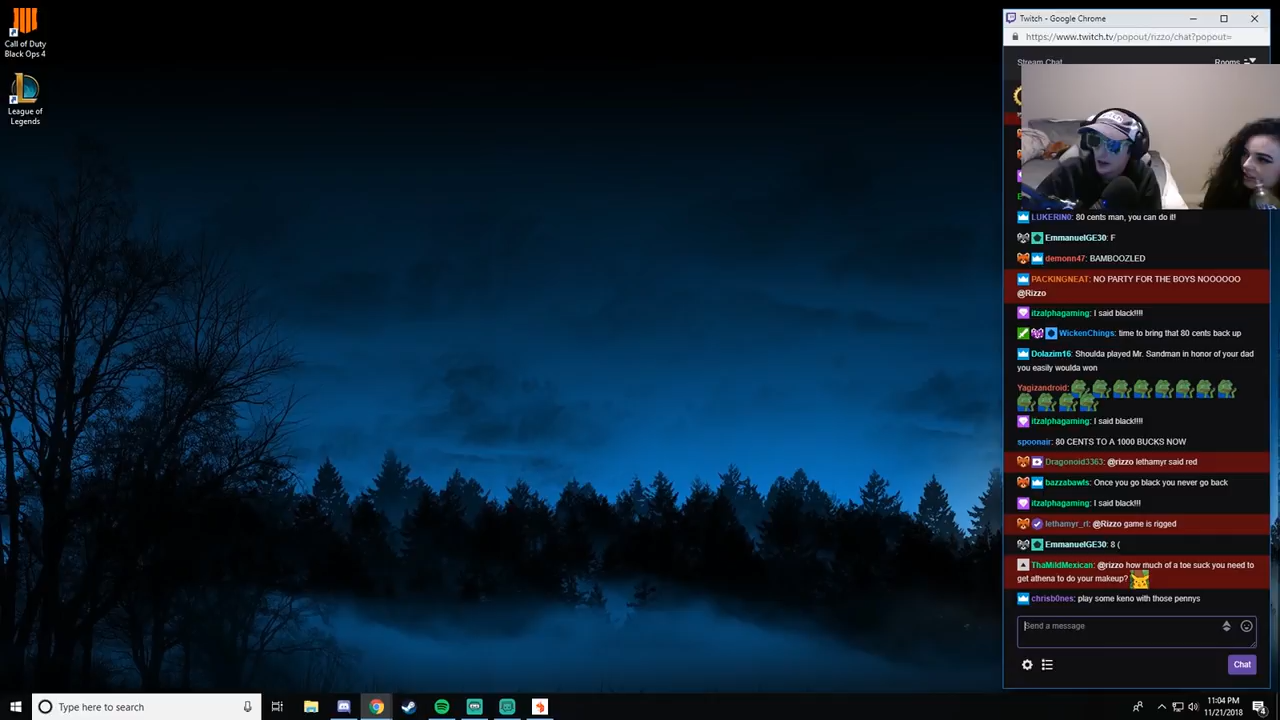 Call of Duty
Black Ops 4
League of
Legends
Twitch - Google Chrome
https://www.twitch.tv/popout/rizzo/chat?popout=
Stream Chat
Rooms
LUKERIN0: 80 cents man, you can do it!
EmmanuelGE30: F
demonn47: BAMBOOZLED
PACKINGNEAT: NO PARTY FOR THE BOYS NOOOOOO
@Rizzo
itzalphagaming: I said black!!!!
WickenChings: time to bring that 80 cents back up
Dolazim16: Shoulda played Mr. Sandman in honor of your dad
you easily woulda won
Yagizandroid:
itzalphagaming: I said black!!!!
spoonair: 80 CENTS TO A 1000 BUCKS NOW
Dragonoid3363: @rizzo lethamyr said red
bazzabawls: Once you go black you never go back
itzalphagaming: I said black!!!
lethamyr_rl: @Rizzo game is rigged
EmmanuelGE30: 8 (
ThaMildMexican: @rizzo how much of a toe suck you need to
get athena to do your makeup?
chrisb0nes: play some keno with those pennys
Send a message
Chat
Type here to search
11:04 PM
11/21/2018
4